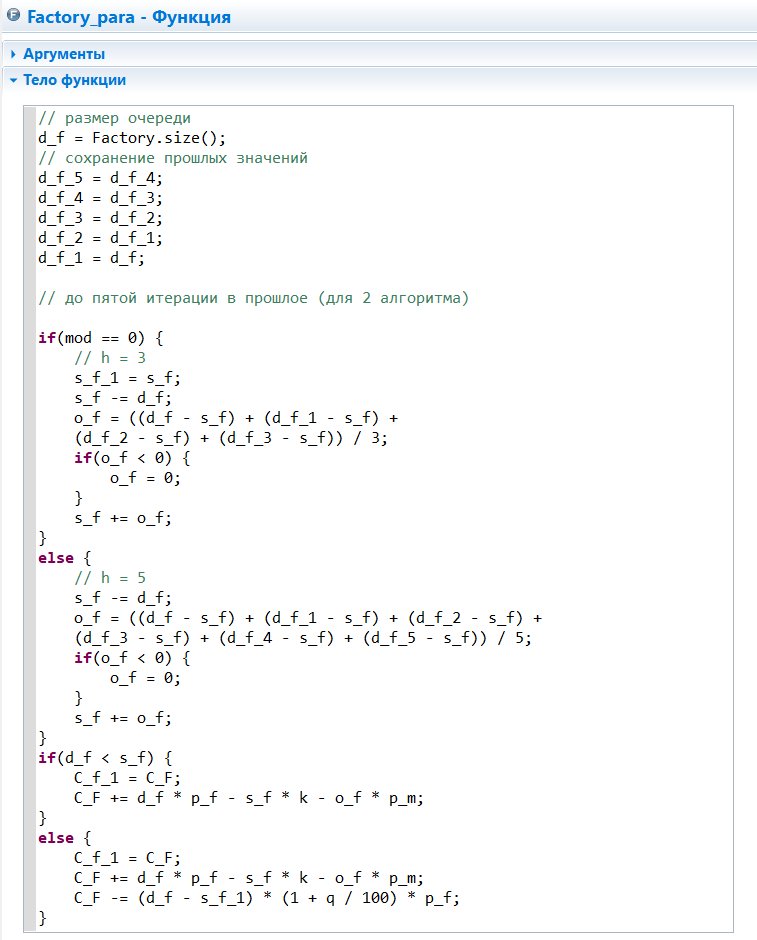 Factory_para - Функция
Аргументы
Тело функции
// размер очереди
d_f = Factory.size();
// сохранение прошлых значений
d_f_5 = d_f_4;
d_f_4 = d_f_3;
d_f_3 = d_f_2;
d_f_2 = d_f_1;
d_f_1 = d_f;
// до пятой итерации в прошлое (для 2 алгоритма)
if(mod == 0) {
// h = 3
s_f_1 = s_f;
s_f -= d_f;
o_f = ((d_f - s_f) + (d_f_1 - s_f) +
(d_f_2 - s_f) + (d_f_3 - s_f)) / 3;
if(o_f < 0) {
o_f = 0;
}
s_f += o_f;
}
else {
// h = 5
s_f -= d_f;
o_f = ((d_f - s_f) + (d_f_1 - s_f) + (d_f_2 - s_f) +
(d_f_3 - s_f) + (d_f_4 - s_f) + (d_f_5 - s_f)) / 5;
if(o_f < 0) {
o_f = 0;
}
s_f += o_f;
}
if(d_f < s_f) {
C_f_1 = C_F;
C_F += d_f * p_f - s_f * k - o_f * p_m;
}
else {
C_f_1 = C_F;
C_F += d_f * p_f - s_f * k - o_f * p_m;
C_F -= (d_f - s_f_1) * (1 + q / 100) * p_f;
}